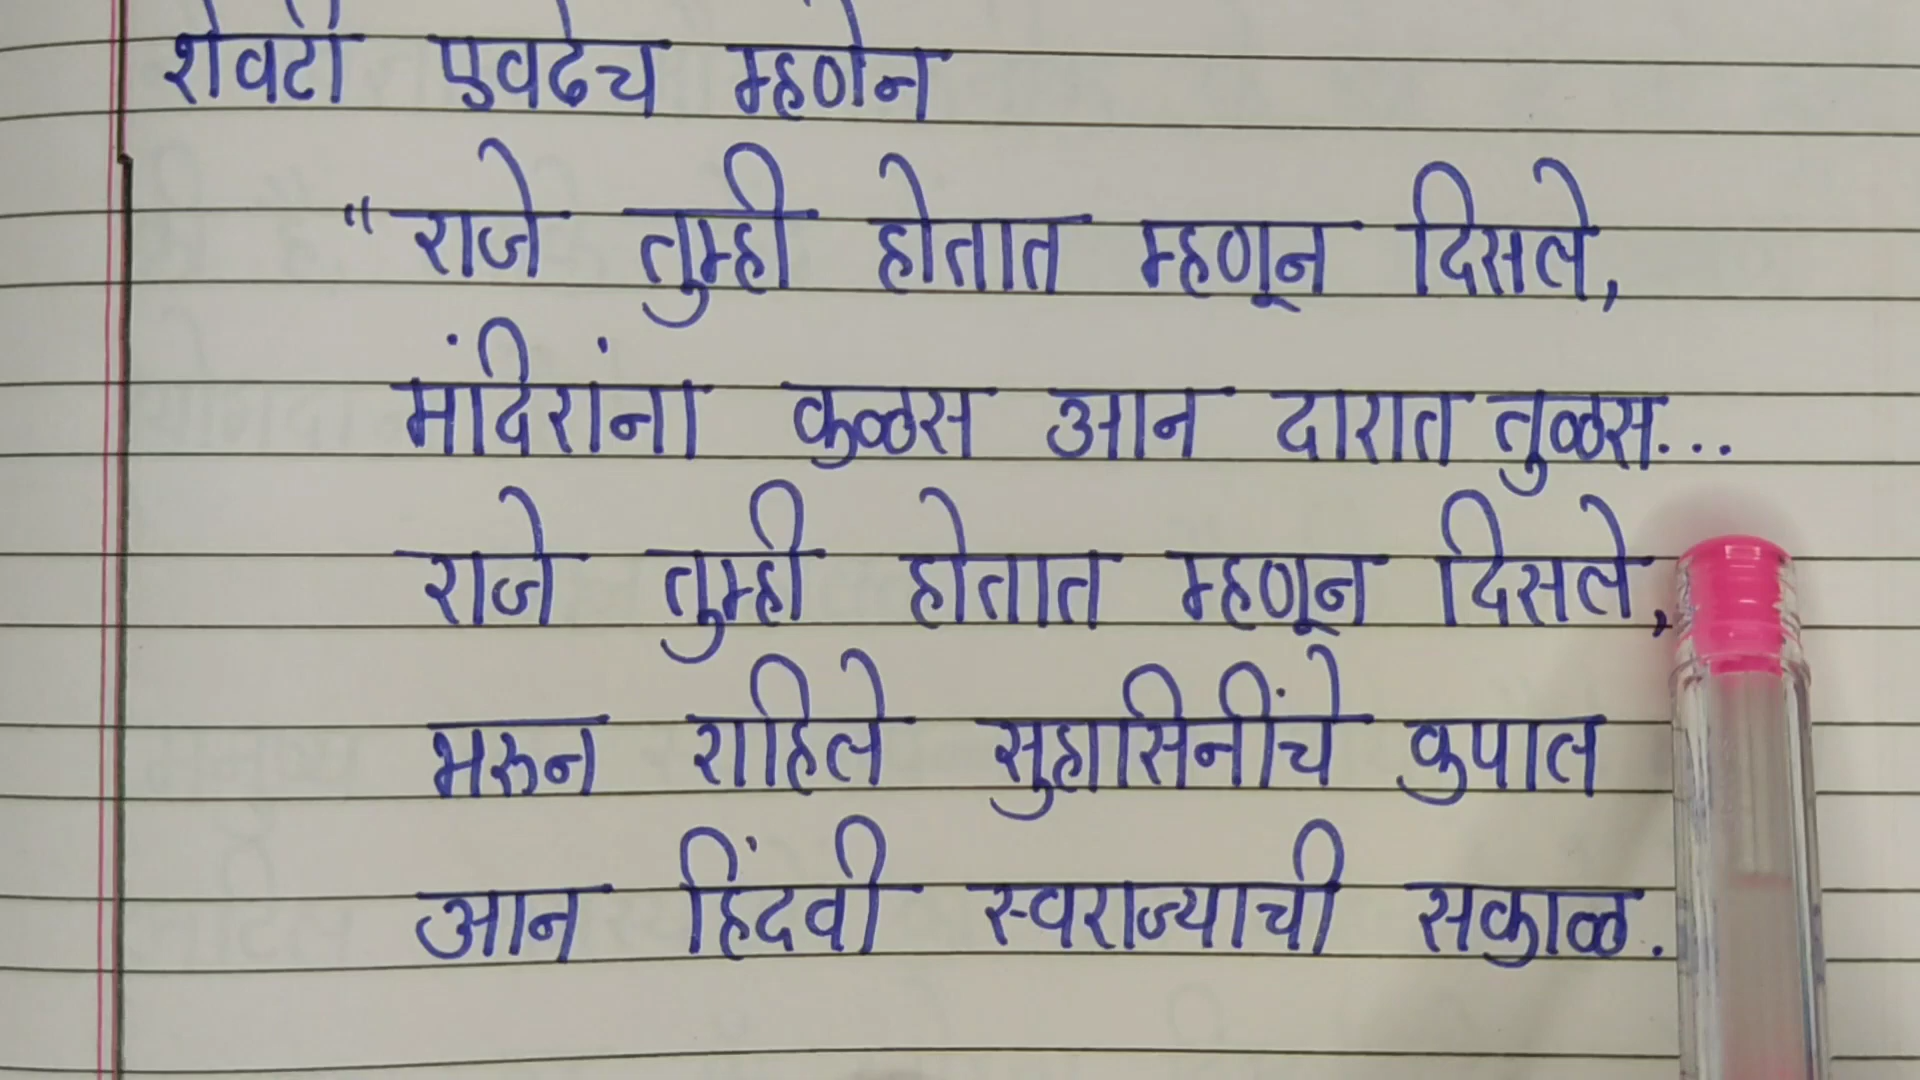 शेवटी एवढेच म्हणेन
"राजे तुम्ही होतात म्हणून दिसले,
मंदिरांना कळस आन दारात तुळस...
राजे तुम्ही होतात म्हणून दिसले,
भरून राहिले सुहासिनींचे कपाल
आन हिंदवी स्वराज्याची सकाळ.